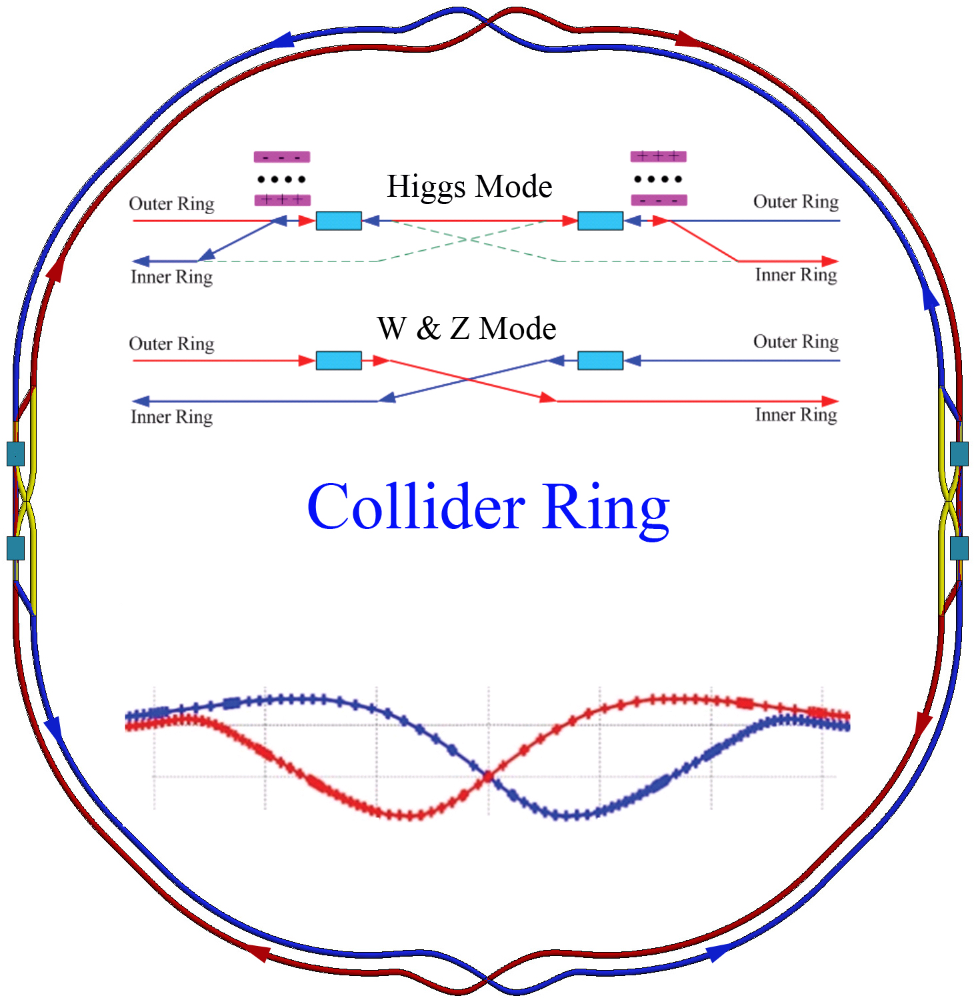 - - -
+ + +
Higgs Mode
+ + +
- - -
Outer Ring
Outer Ring
Inner Ring
Inner Ring
W & Z Mode
Outer Ring
Outer Ring
Inner Ring
Inner Ring
Collider Ring